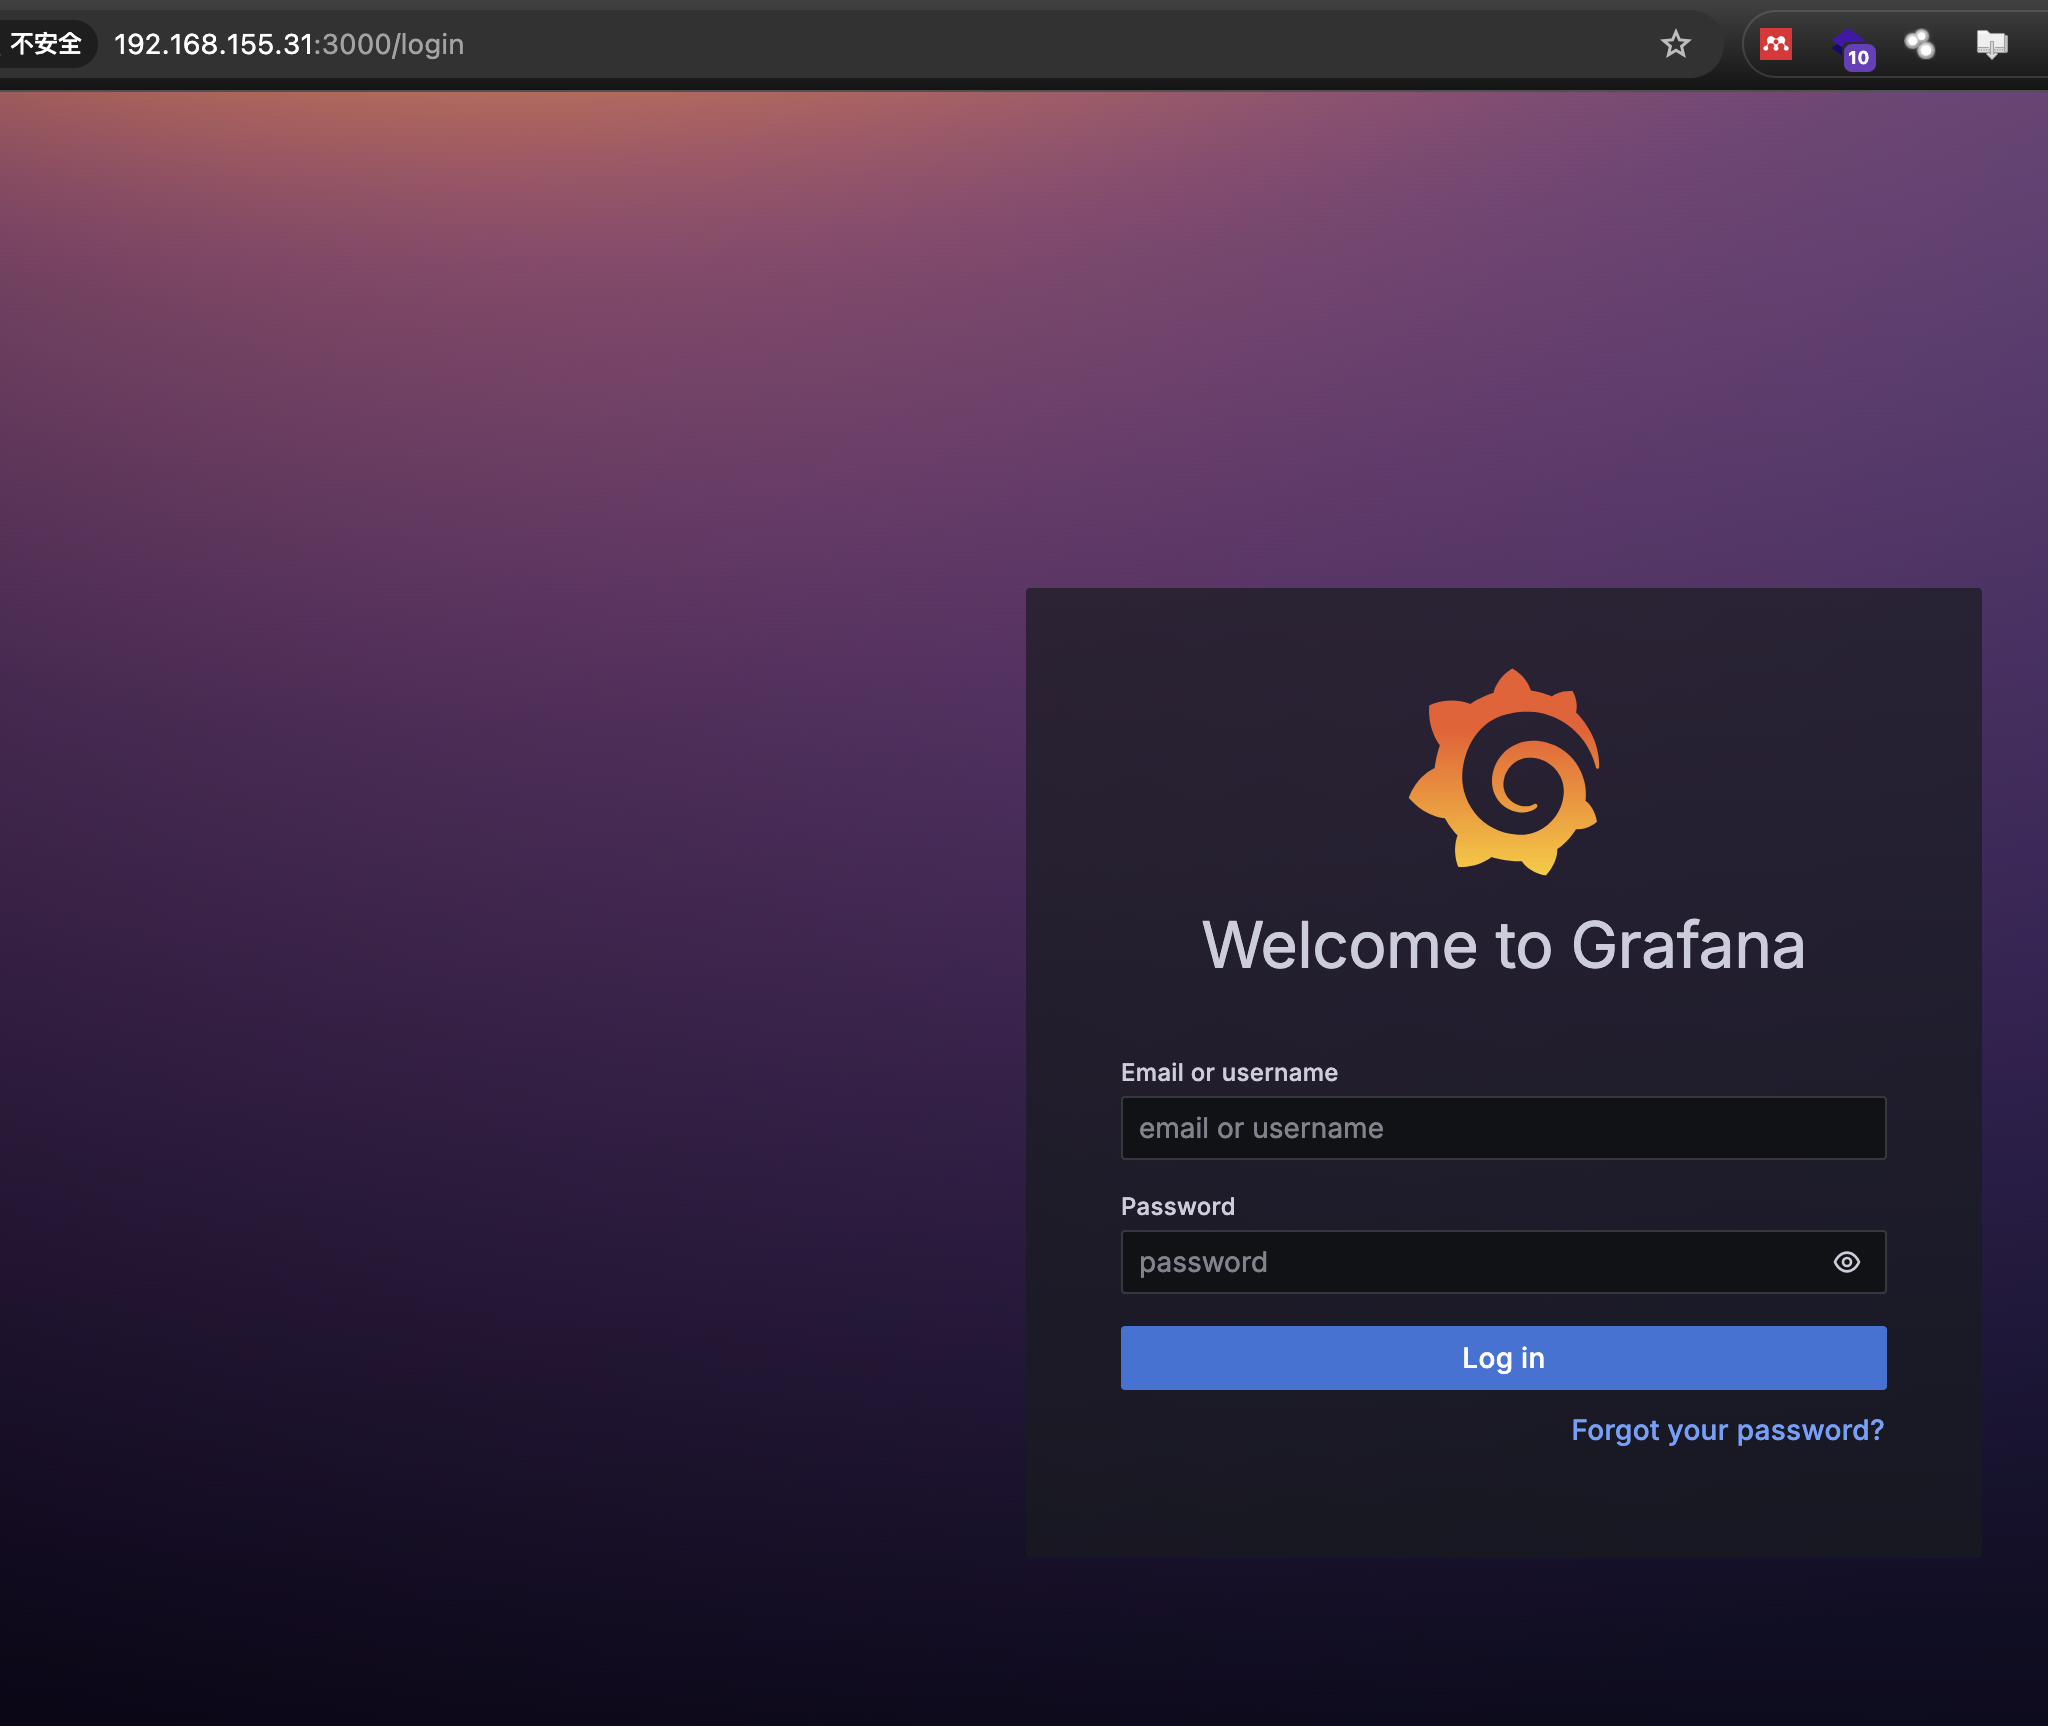 不安全 192.168.155.31:3000/login
10
Welcome to Grafana
Email or username
email or username
Password
password
Log in
Forgot your password?